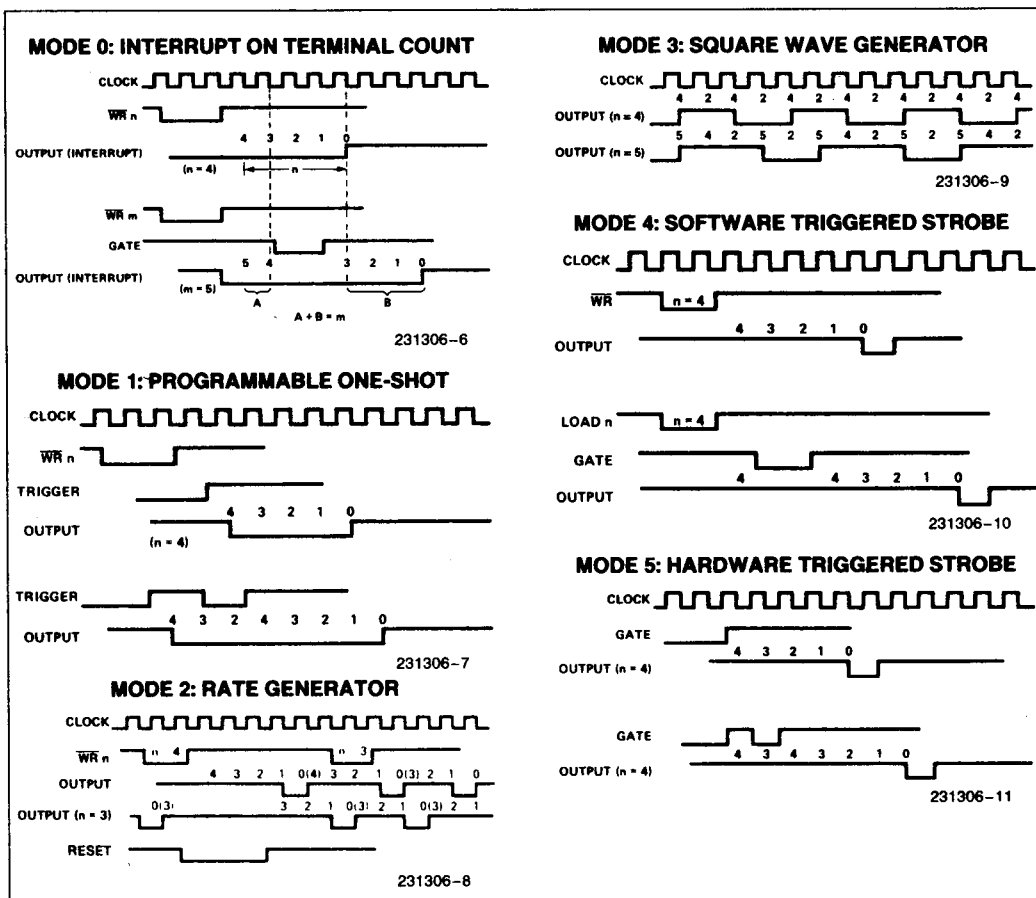 MODE 0: INTERRUPT ON TERMINAL COUNT
CLOCK
WR n
4 3 2 1 0
OUTPUT (INTERRUPT)
(n = 4) n
WR m
GATE
5 4 3 2 1 0
OUTPUT (INTERRUPT)
(m = 5)
A B
A + B = m
231306-6
MODE 1: PROGRAMMABLE ONE-SHOT
CLOCK
WR n
TRIGGER
4 3 2 1 0
OUTPUT
(n = 4)
TRIGGER
4 3 2 4 3 2 1 0
OUTPUT
231306-7
MODE 2: RATE GENERATOR
CLOCK
WR n n 4 n 3
4 3 2 1 0(4) 3 2 1 0(3) 2 1 0
OUTPUT
0(3) 3 2 1 0(3) 2 1 0(3) 2 1
OUTPUT (n = 3)
RESET
231306-8
MODE 3: SQUARE WAVE GENERATOR
CLOCK
4 2 4 2 4 2 4 2 4 2 4 2 4
OUTPUT (n = 4)
5 4 2 5 2 5 4 2 5 2 5 4 2
OUTPUT (n = 5)
231306-9
MODE 4: SOFTWARE TRIGGERED STROBE
CLOCK
WR n = 4
4 3 2 1 0
OUTPUT
LOAD n n = 4
GATE
4 4 3 2 1 0
OUTPUT
231306-10
MODE 5: HARDWARE TRIGGERED STROBE
CLOCK
GATE
4 3 2 1 0
OUTPUT (n = 4)
GATE
4 3 4 3 2 1 0
OUTPUT (n = 4)
231306-11